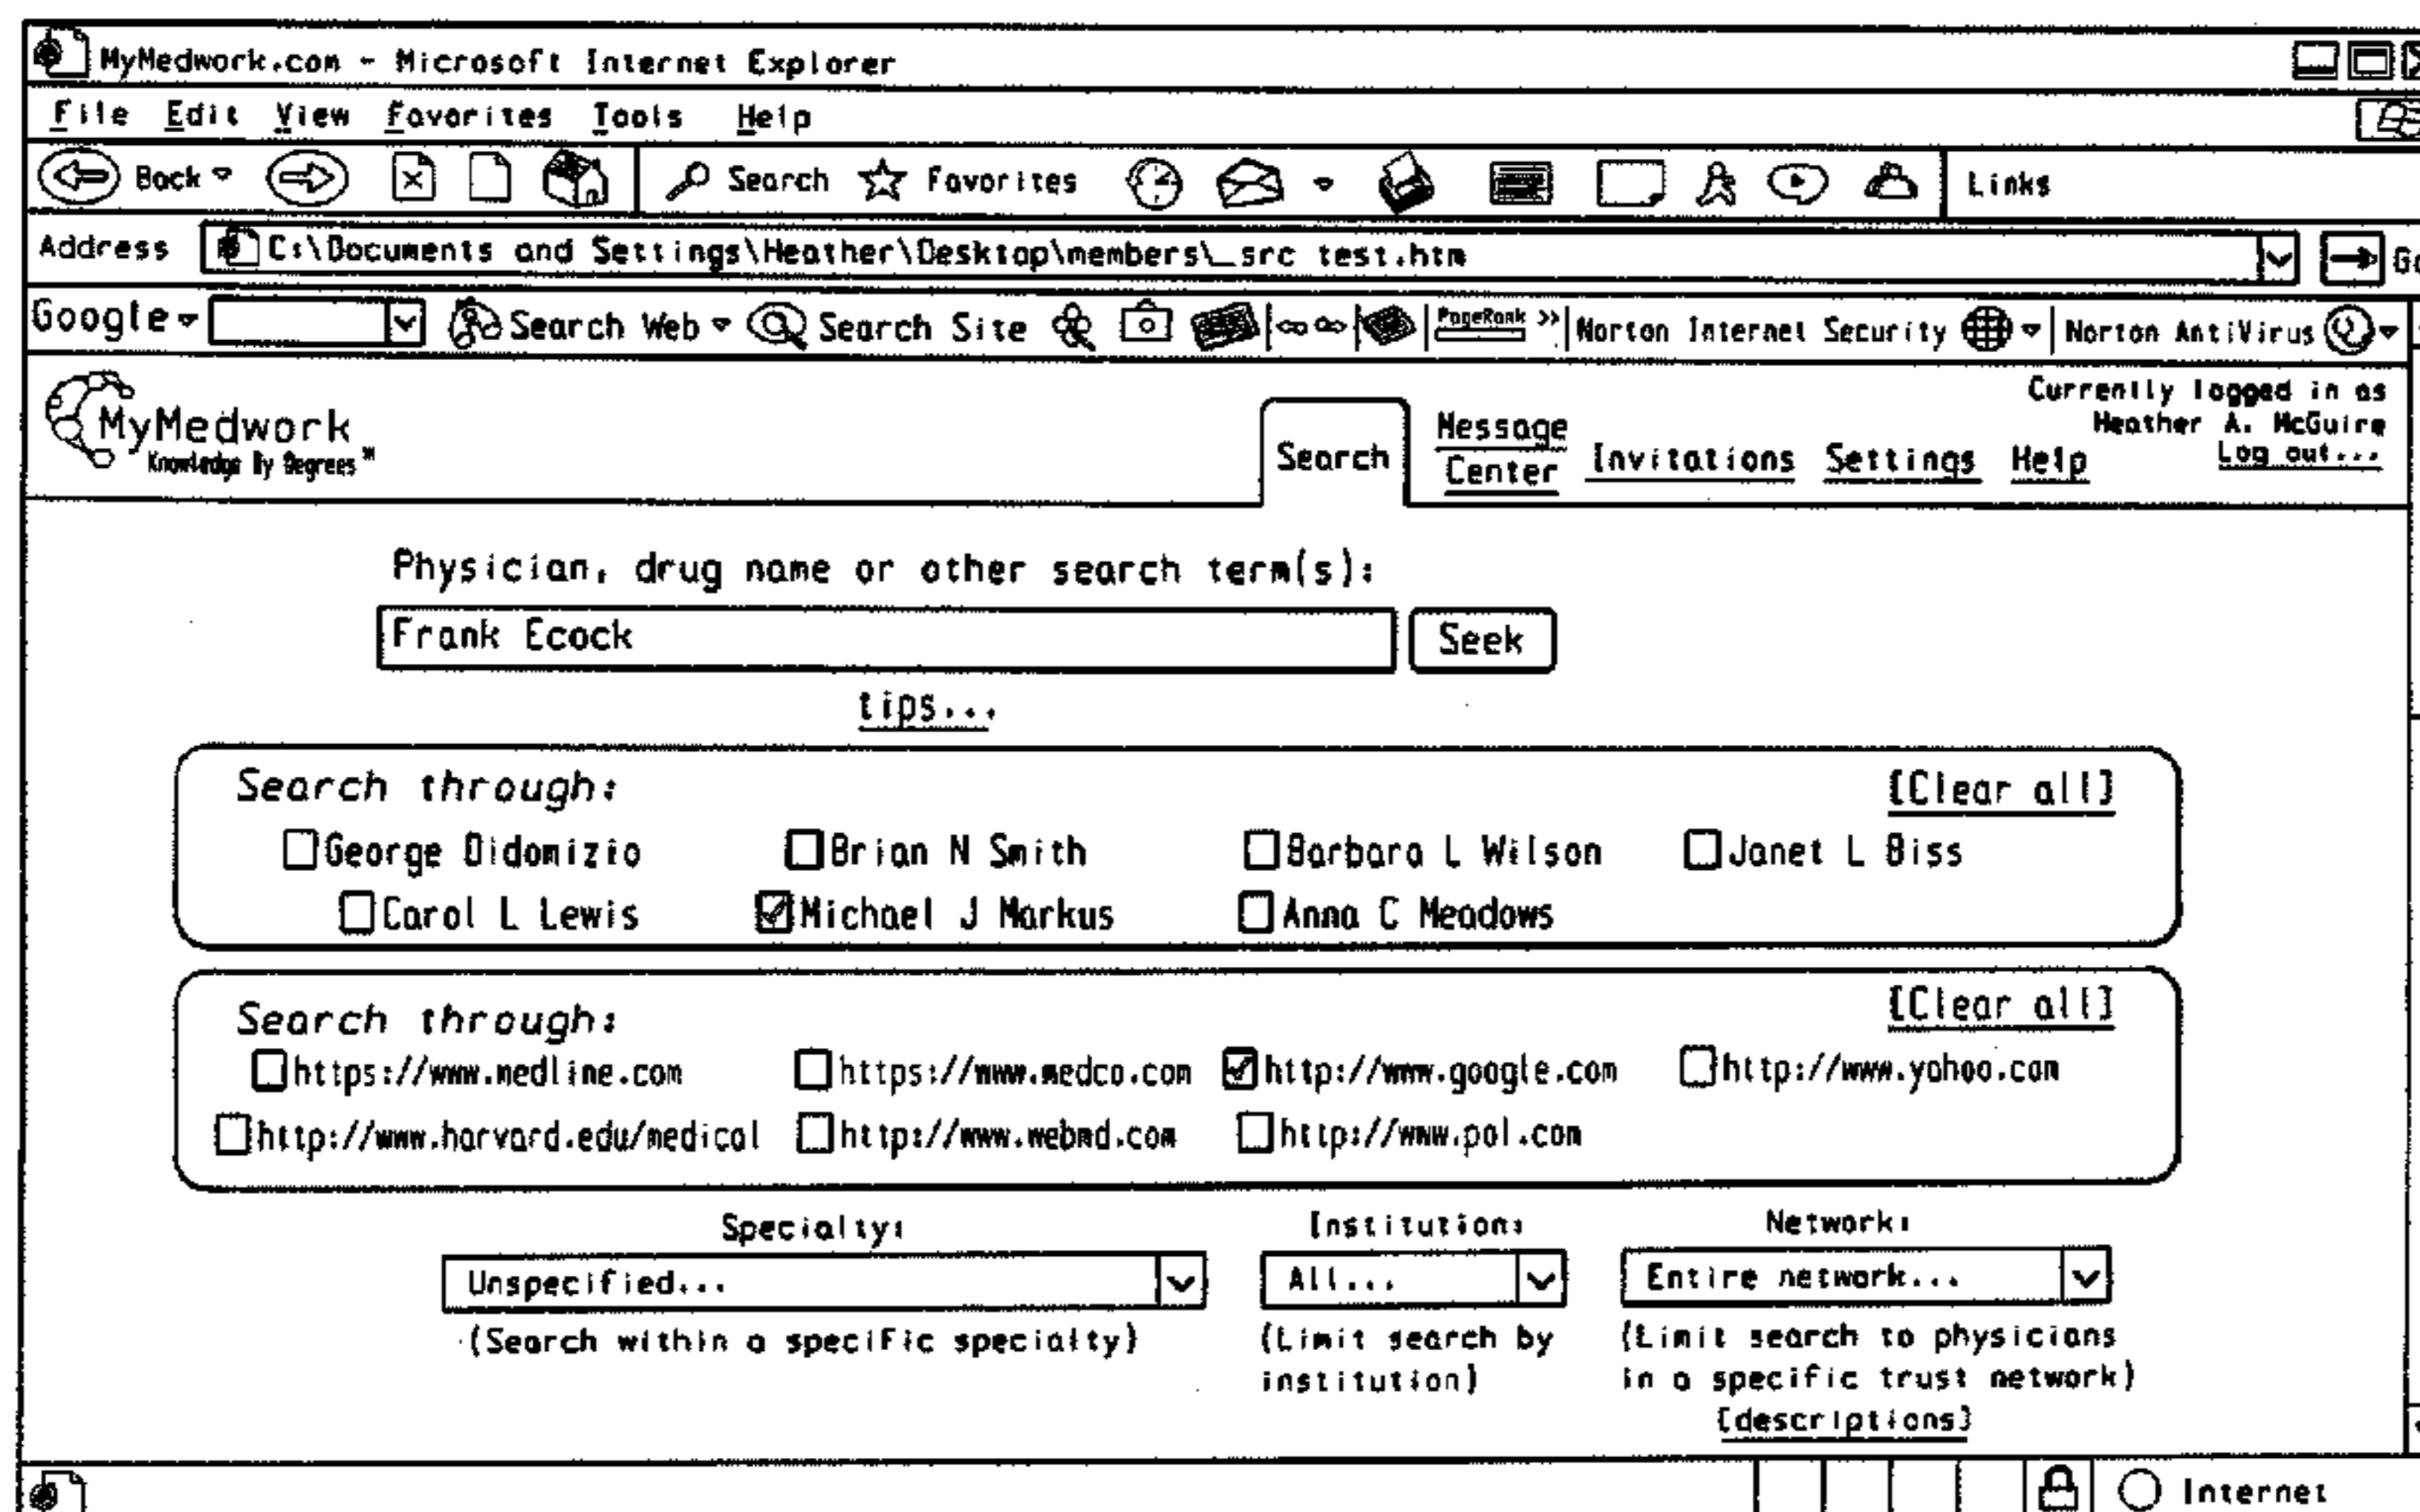 MyMedwork.com - Microsoft Internet Explorer
File Edit View Favorites Tools Help
Back Search Favorites Links
Address C:\Documents and Settings\Heather\Desktop\members\_src test.htm
Google Search Web Search Site PageRank >> Norton Internet Security Norton AntiVirus
Currently logged in as
Heather A. McGuire
Log out...
MyMedwork
Knowledge By Degrees
Search Message Center Invitations Settings Help
Physician, drug name or other search term(s):
Frank Ecock Seek
tips...
Search through: [Clear all]
George Didomizio Brian N Smith Barbara L Wilson Janet L Biss
Carol L Lewis Michael J Markus Anna C Meadows
Search through: [Clear all]
https://www.medline.com https://www.medco.com http://www.google.com http://www.yahoo.com
http://www.harvard.edu/medical http://www.webmd.com http://www.pol.com
Specialty: Institution: Network:
Unspecified... All... Entire network...
(Search within a specific specialty) (Limit search by institution) (Limit search to physicians in a specific trust network)
[descriptions]
Internet